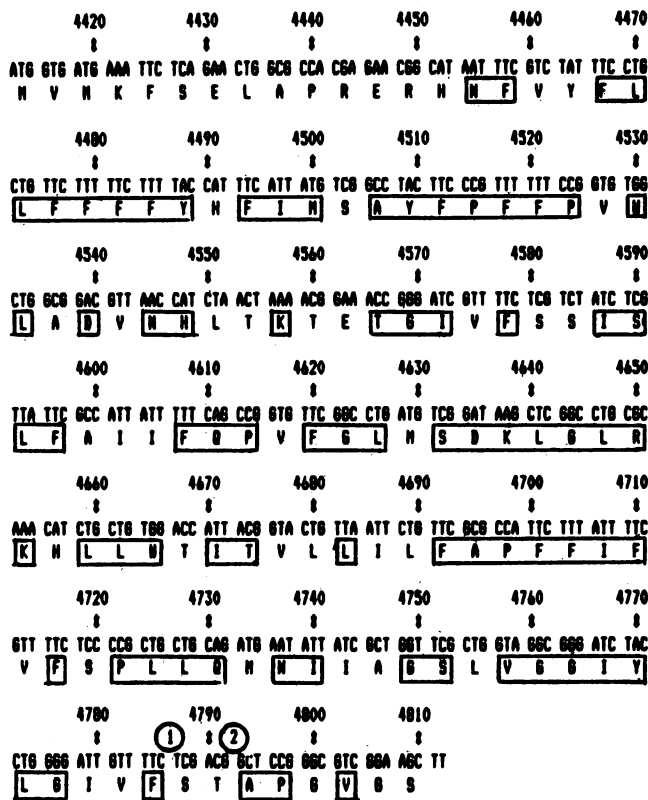 4420 4430 4440 4450 4460 4470
ATG GTG ATG AAA TTC TCA GAA CTG GCG CCA CGA GAA CGG CAT AAT TTC GTC TAT TTC CTG
M V M K F S E L A P R E R H N F V Y F L
4480 4490 4500 4510 4520 4530
CTG TTC TTT TTC TTT TAC CAT TTC ATT ATG TCG GCC TAC TTC CCG TTT TTT CCG GTG TGG
L F F F F Y H F I M S A Y F P F F P V W
4540 4550 4560 4570 4580 4590
CTG GCG GAC GTT AAC CAT CTA ACT AAA ACG GAA ACC GGG ATC GTT TTC TCG TCT ATC TCG
L A D V N H L T K T E T G I V F S S I S
4600 4610 4620 4630 4640 4650
TTA TTC GCC ATT ATT TTT CAG CCG GTG TTC GGC CTG ATG TCG GAT AAG CTC GGC CTG CGC
L F A I I F Q P V F G L M S D K L G L R
4660 4670 4680 4690 4700 4710
AAA CAT CTG CTG TGG ACC ATT ACG GTA CTG TTA ATT CTG TTC GCG CCA TTC TTT ATT TTC
K H L L W T I T V L L I L F A P F F I F
4720 4730 4740 4750 4760 4770
GTT TTC TCC CCG CTG CTG CAG ATG AAT ATT ATC GCT GGT TCG CTG GTA GGC GGG ATC TAC
V F S P L L Q M N I I A G S L V G G I Y
4780 1 4790 2 4800 4810
CTG GGG ATT GTT TTC TCG ACG GCT CCG GGC GTC GGA AGC TT
L G I V F S T A P G V G S